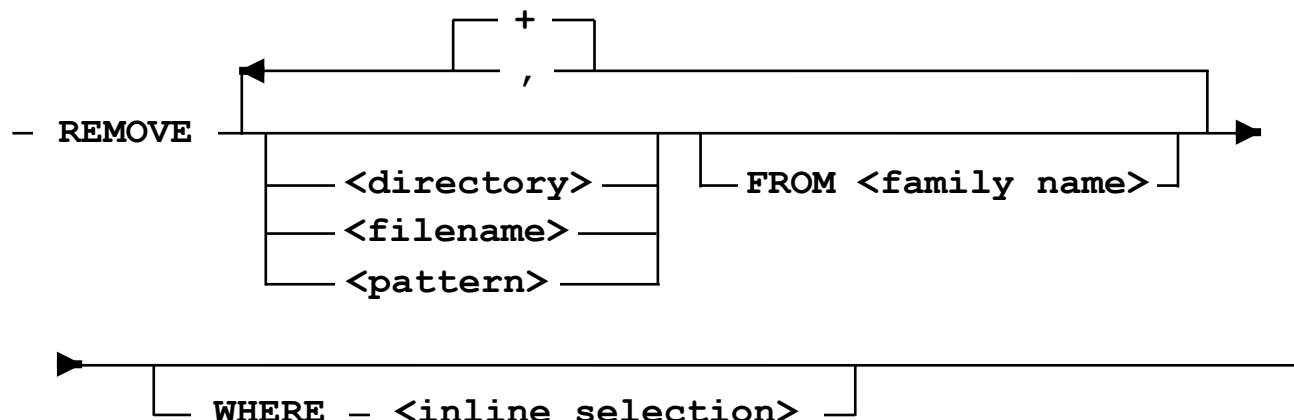 +
,
– REMOVE
<directory> FROM <family name>
<filename>
<pattern>
WHERE – <inline selection>